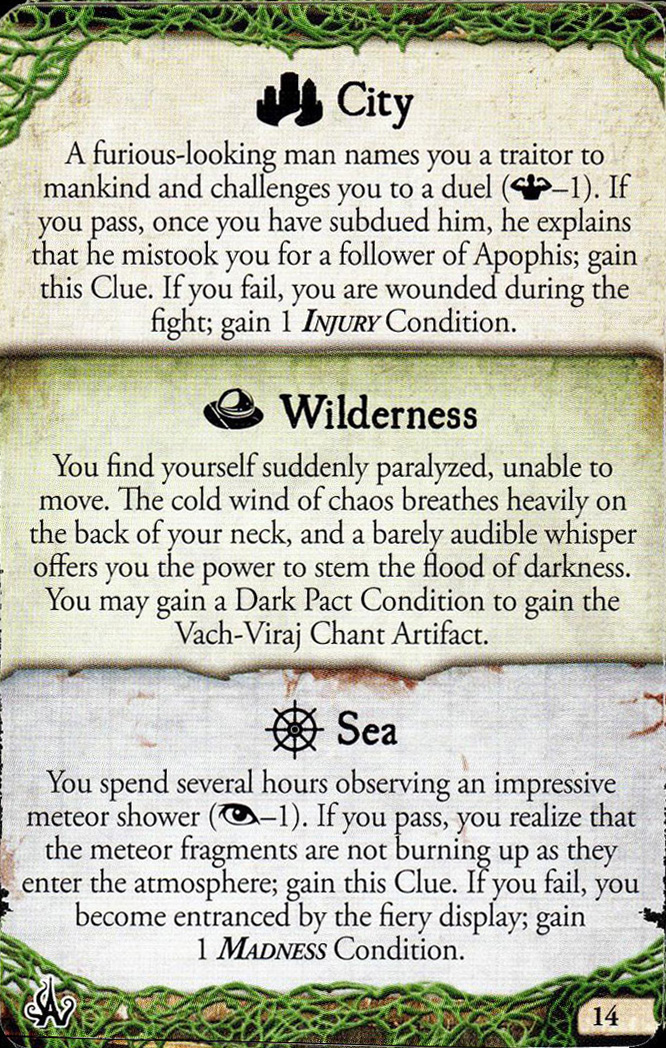 City
A furious-looking man names you a traitor to
mankind and challenges you to a duel (–1). If
you pass, once you have subdued him, he explains
that he mistook you for a follower of Apophis; gain
this Clue. If you fail, you are wounded during the
fight; gain 1 INJURY Condition.
Wilderness
You find yourself suddenly paralyzed, unable to
move. The cold wind of chaos breathes heavily on
the back of your neck, and a barely audible whisper
offers you the power to stem the flood of darkness.
You may gain a Dark Pact Condition to gain the
Vach-Viraj Chant Artifact.
Sea
You spend several hours observing an impressive
meteor shower (–1). If you pass, you realize that
the meteor fragments are not burning up as they
enter the atmosphere; gain this Clue. If you fail, you
become entranced by the fiery display; gain
1 MADNESS Condition.
14